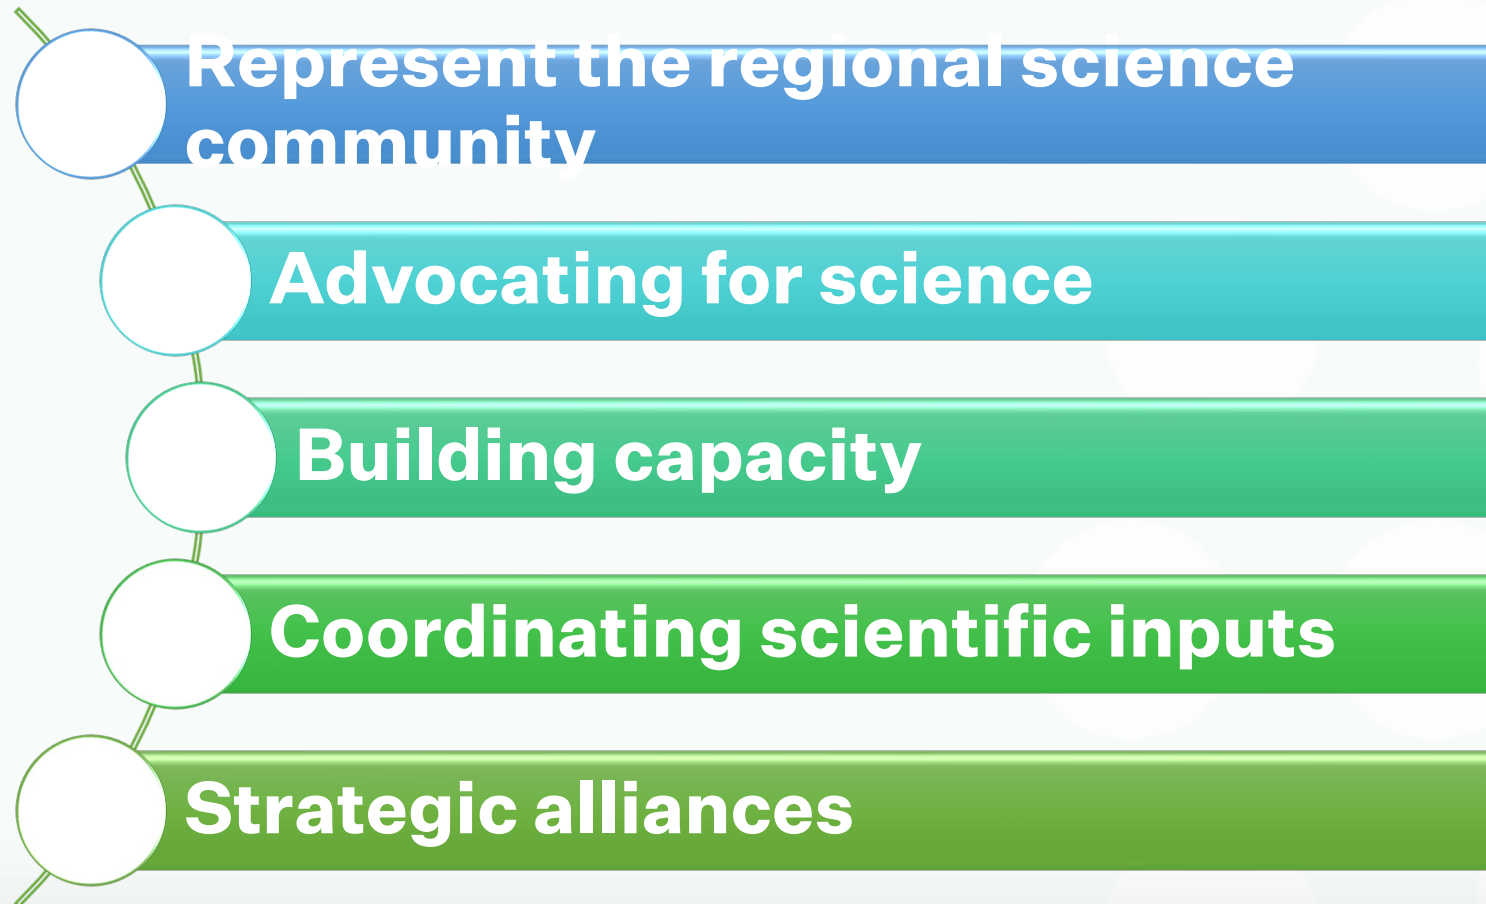 Represent the regional science
community
Advocating for science
Building capacity
Coordinating scientific inputs
Strategic alliances